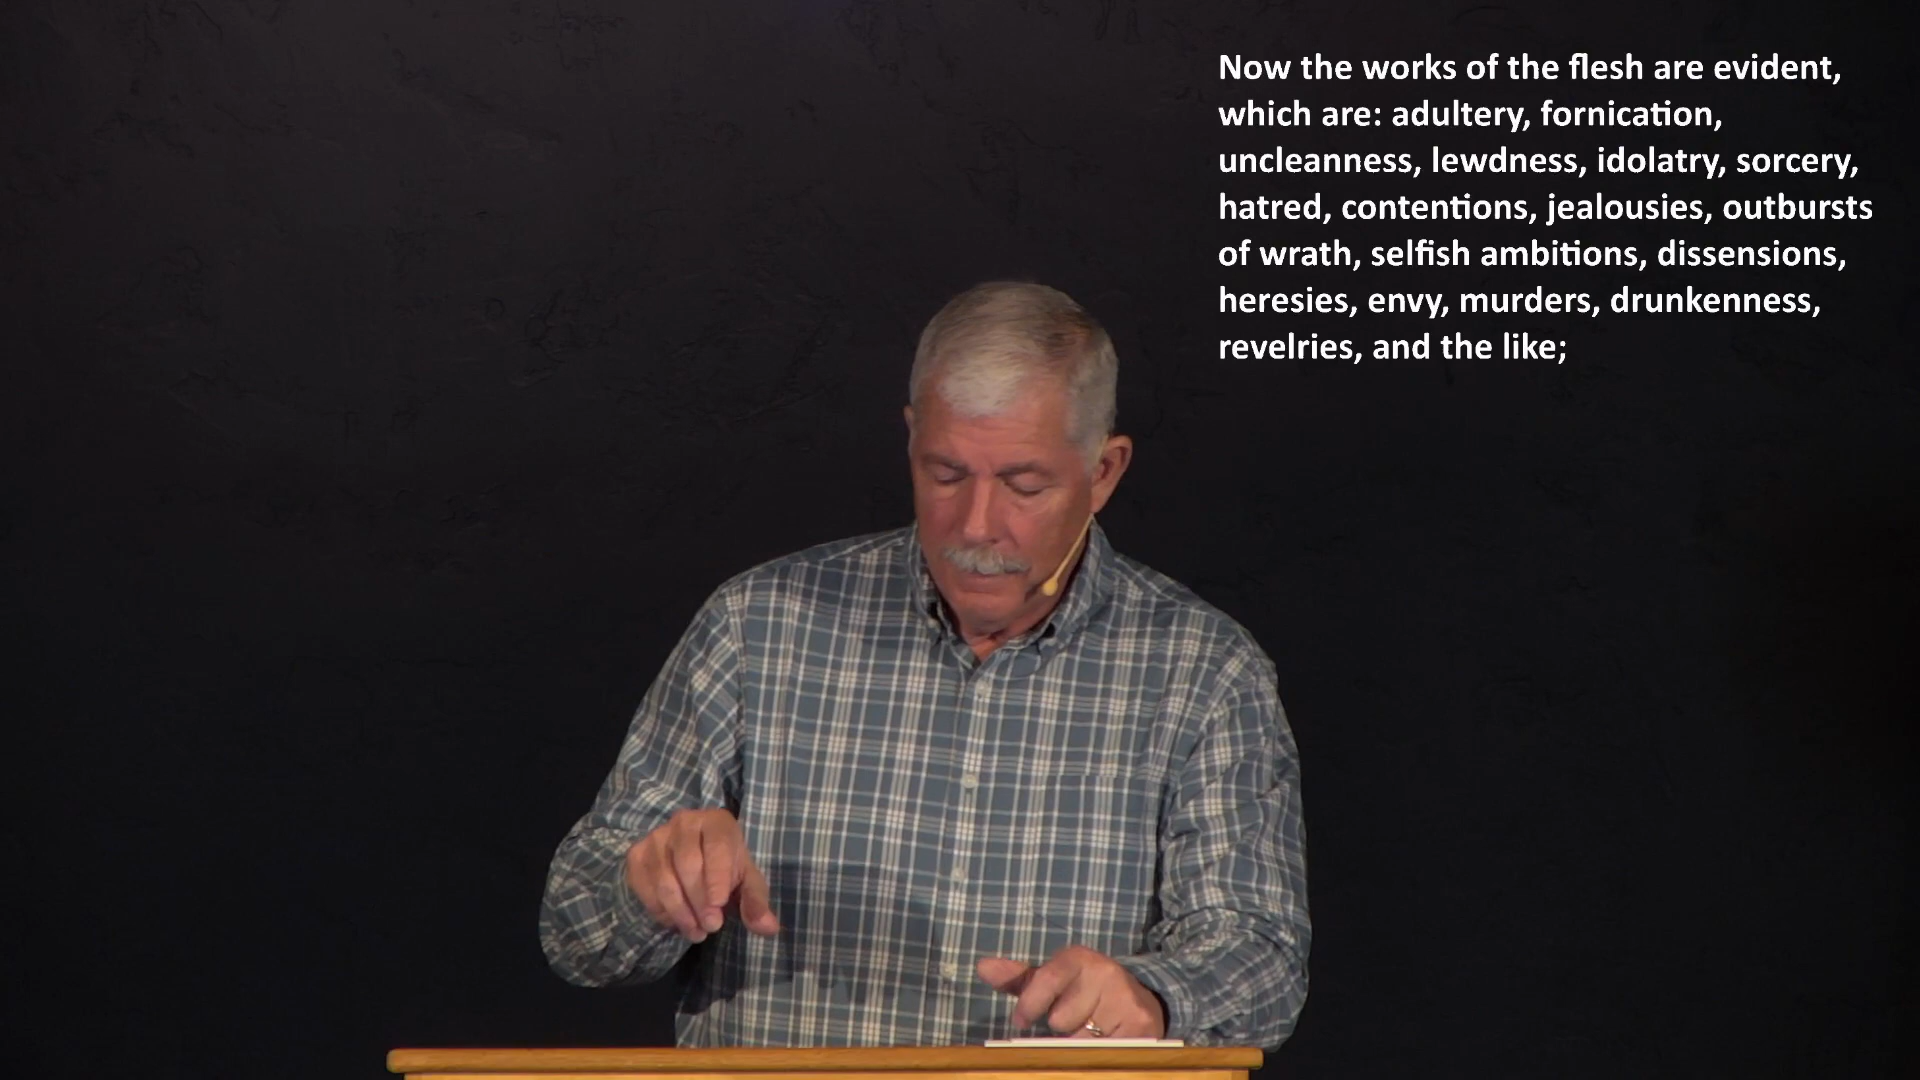 Now the works of the flesh are evident,
which are: adultery, fornication,
uncleanness, lewdness, idolatry, sorcery,
hatred, contentions, jealousies, outbursts
of wrath, selfish ambitions, dissensions,
heresies, envy, murders, drunkenness,
revelries, and the like;